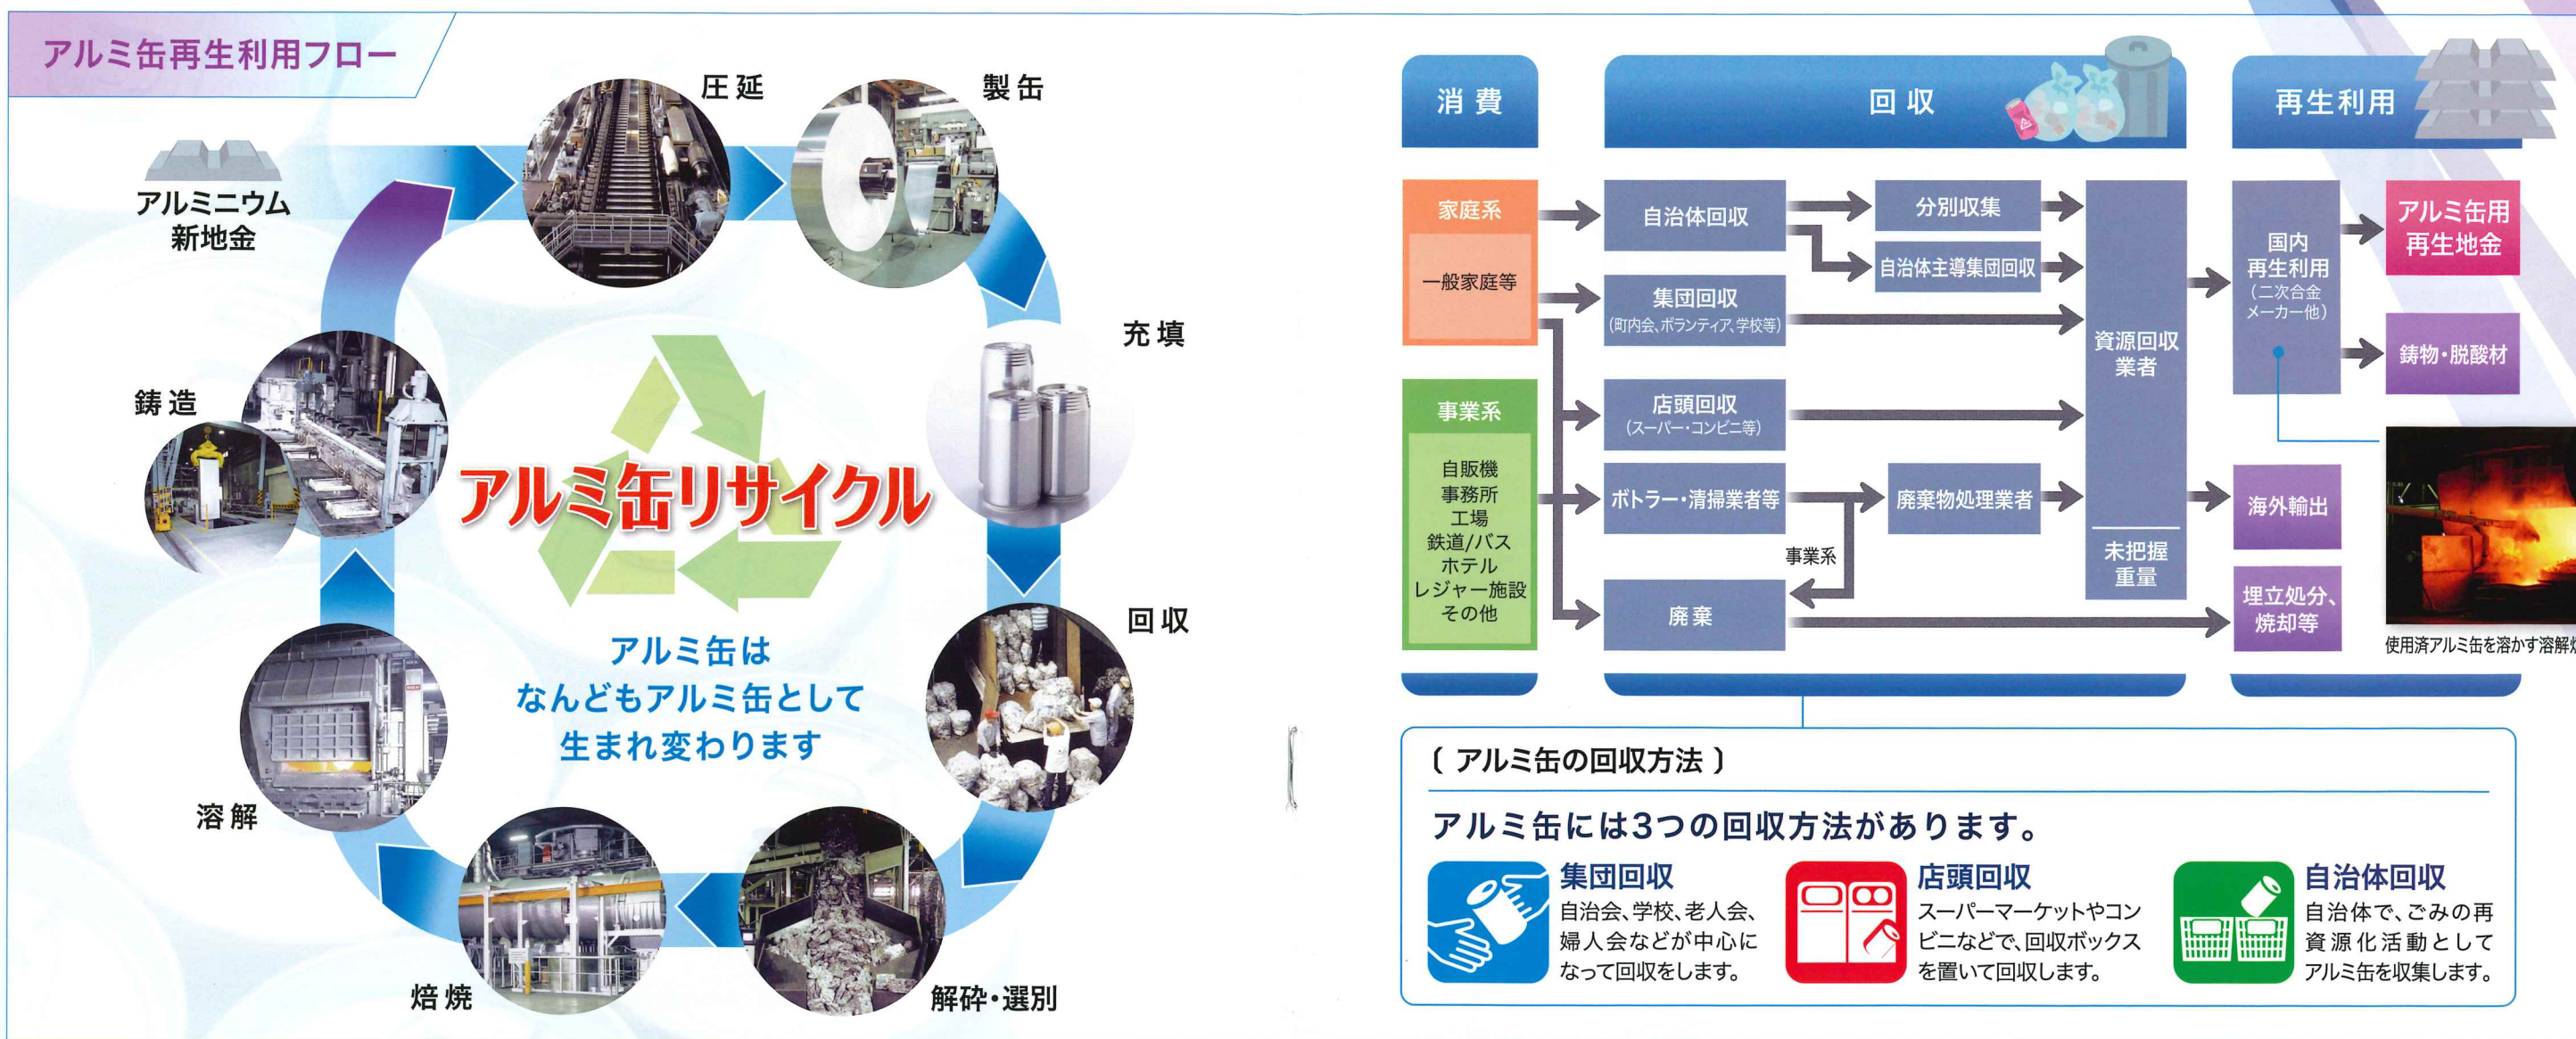 アルミ缶再生利用フロー
アルミニウム
新地金
圧延
製缶
充填
回収
解砕・選別
焙焼
溶解
鋳造
アルミ缶リサイクル
アルミ缶は
なんどもアルミ缶として
生まれ変わります
消費
回収
再生利用
家庭系
一般家庭等
事業系
自販機
事務所
工場
鉄道/バス
ホテル
レジャー施設
その他
自治体回収
集団回収
(町内会、ボランティア、学校等)
店頭回収
(スーパー・コンビニ等)
ボトラー・清掃業者等
事業系
廃棄
分別収集
自治体主導集団回収
廃棄物処理業者
資源回収
業者
未把握
重量
国内
再生利用
(二次合金
メーカー他)
アルミ缶用
再生地金
鋳物・脱酸材
海外輸出
埋立処分、
焼却等
使用済アルミ缶を溶かす溶解
〔 アルミ缶の回収方法 〕
アルミ缶には3つの回収方法があります。
集団回収
自治会、学校、老人会、
婦人会などが中心に
なって回収をします。
店頭回収
スーパーマーケットやコン
ビニなどで、回収ボックス
を置いて回収します。
自治体回収
自治体で、ごみの再
資源化活動として
アルミ缶を収集します。